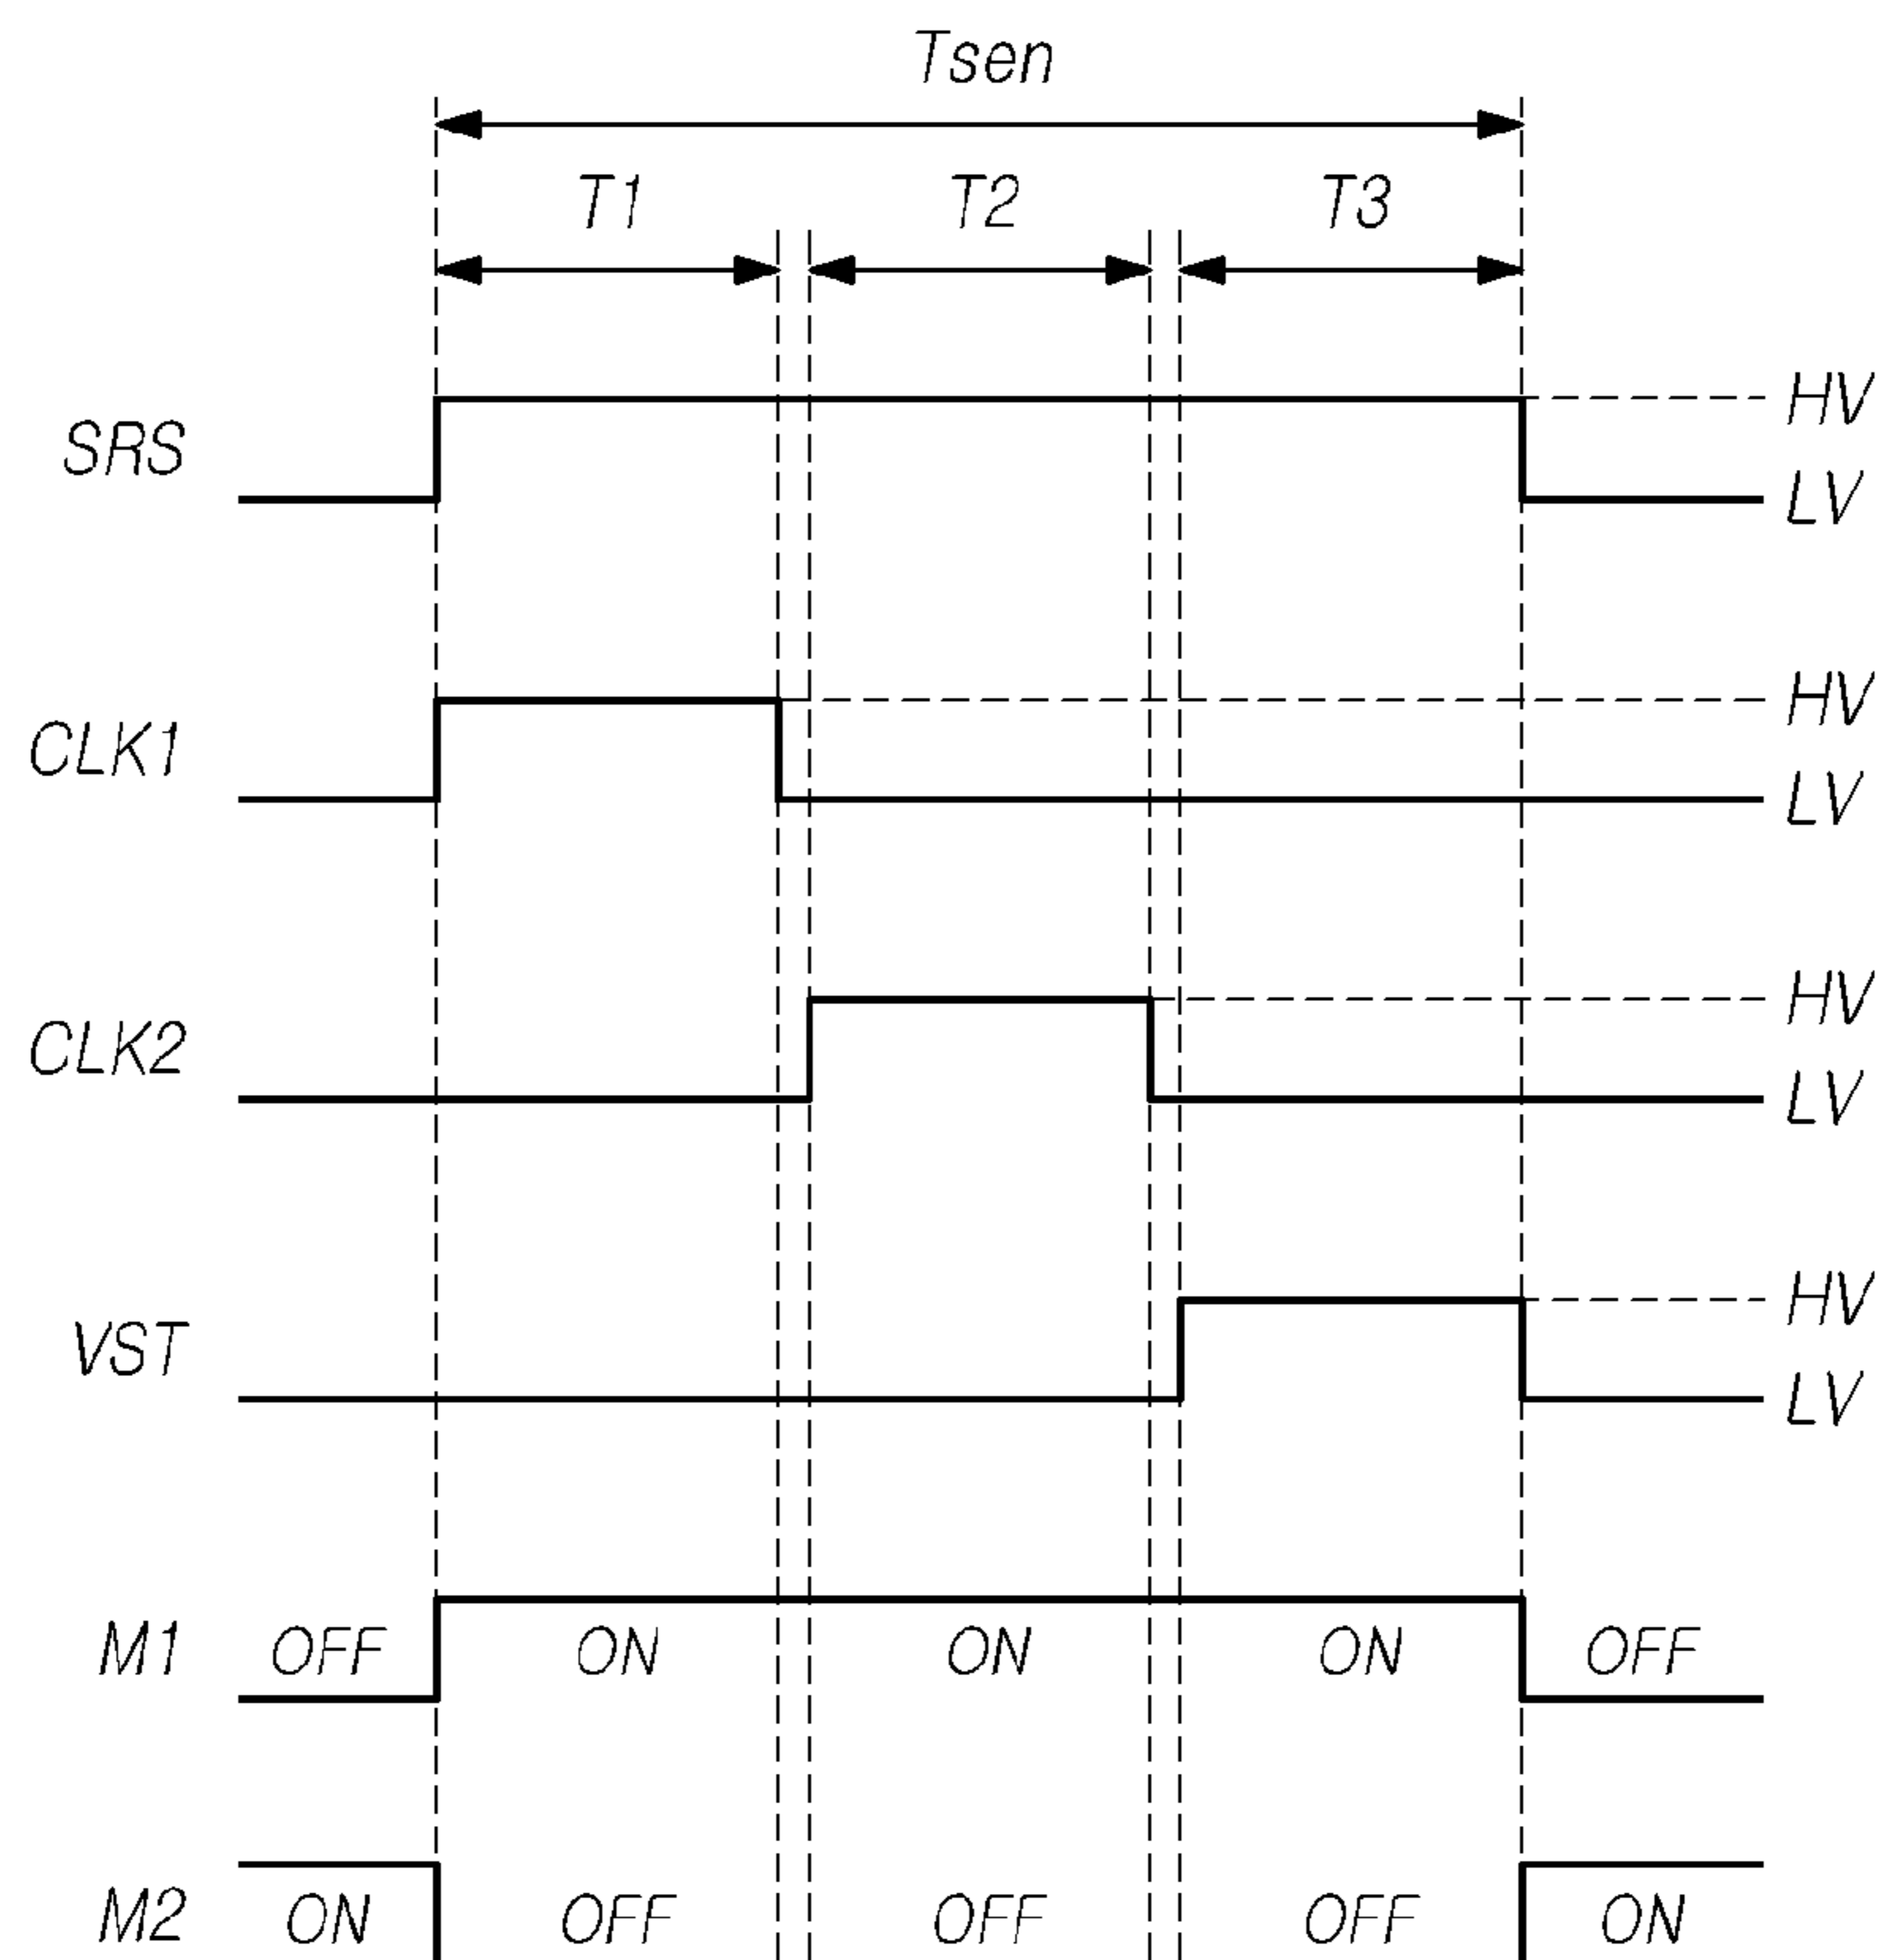 Tsen
T1 T2 T3
HV
SRS
LV
HV
CLK1
LV
HV
CLK2
LV
HV
VST
LV
M1 OFF ON ON ON OFF
M2 ON OFF OFF OFF ON